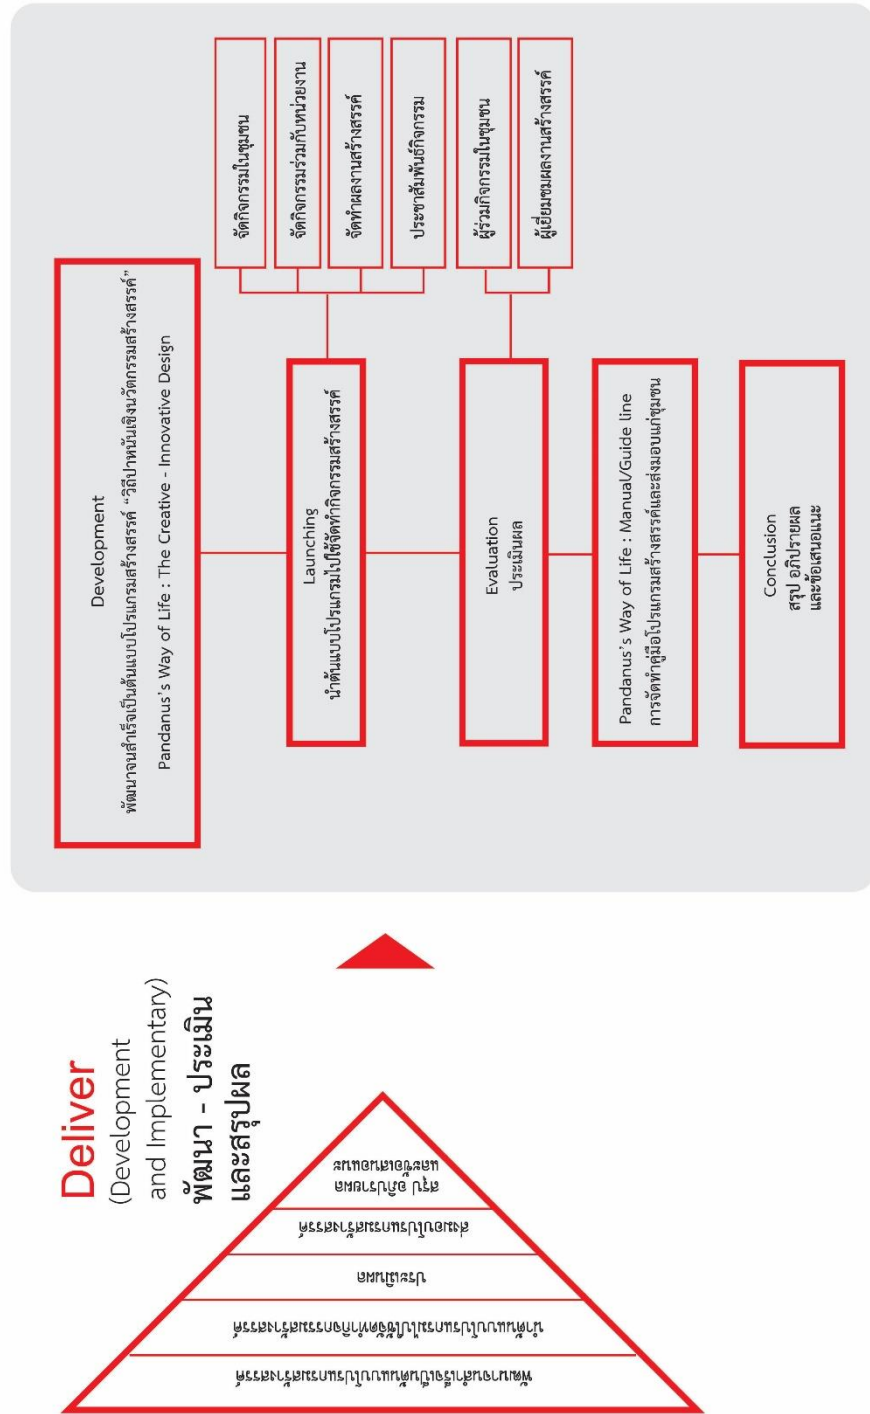 Deliver
(Development
and Implementary)
พัฒนา - ประเมิน
และสรุปผล
พัฒนาจนสำเร็จเป็นต้นแบบโปรแกรมสร้างสรรค์
นำต้นแบบโปรแกรมไปใช้จัดทำกิจกรรมสร้างสรรค์
ประเมินผล
ส่งมอบโปรแกรมสร้างสรรค์
สรุป อภิปรายผล
และข้อเสนอแนะ
Development
พัฒนาจนสำเร็จเป็นต้นแบบโปรแกรมสร้างสรรค์ “วิถีปาหนันเชิงนวัตกรรมสร้างสรรค์”
Pandanus's Way of Life : The Creative - Innovative Design
Launching
นำต้นแบบโปรแกรมไปใช้จัดทำกิจกรรมสร้างสรรค์
จัดกิจกรรมในชุมชน
จัดกิจกรรมร่วมกับหน่วยงาน
จัดทำผลงานสร้างสรรค์
ประชาสัมพันธ์กิจกรรม
Evaluation
ประเมินผล
ผู้ร่วมกิจกรรมในชุมชน
ผู้เยี่ยมชมผลงานสร้างสรรค์
Pandanus's Way of Life : Manual/Guide line
การจัดทำคู่มือโปรแกรมสร้างสรรค์และส่งมอบแก่ชุมชน
Conclusion
สรุป อภิปรายผล
และข้อเสนอแนะ